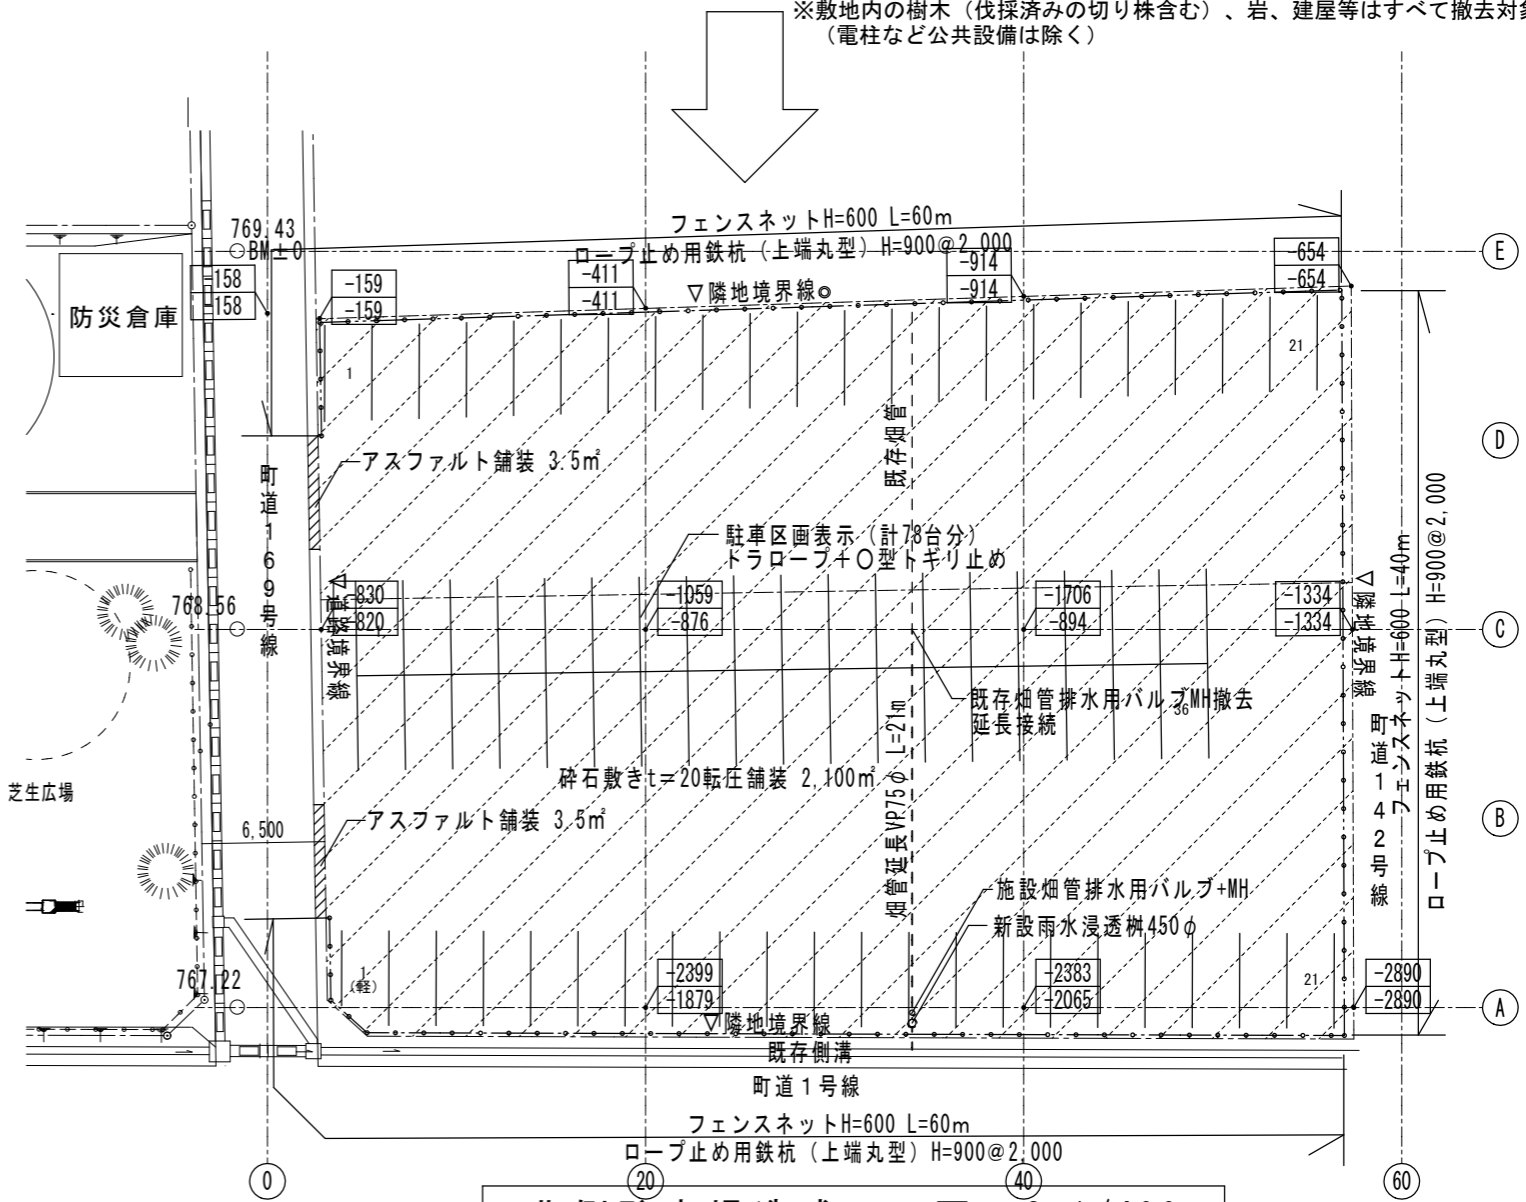 ※敷地内の樹木（伐採済みの切り株含む）、岩、建屋等はすべて撤去対象
（電柱など公共設備は除く）
フェンスネットH=600 L=60m
ロープ止め用鉄杭（上端丸型）H=900@2,000
769.43
BM±0
-158
-158
-159
-159
-411
-411
-914
-914
-654
-654
E
▽隣地境界線
防災倉庫
1
21
既存畑管
D
アスファルト舗装 3.5㎡
町道169号線
駐車区画表示（計78台分）
ドラロープ+〇型トギリ止め
768.56
▽道路境界線
-830
-820
-1059
-876
-1706
-894
-1334
-1334
▽隣地境界線
C
フェンスネットH=600 L=40m
ロープ止め用鉄杭（上端丸型）H=900@2,000
既存畑管排水用バルブMH撤去
延長接続
36
町道142号線
砕石敷きt=20転圧舗装 2,100㎡
畑管延長VP75φ L=21m
芝生広場
アスファルト舗装 3.5㎡
6,500
B
施設畑管排水用バルブ+MH
新設雨水浸透桝450φ
767.22
1
(軽)
-2399
-1879
-2383
-2065
21
-2890
-2890
A
▽隣地境界線
既存側溝
町道1号線
フェンスネットH=600 L=60m
ロープ止め用鉄杭（上端丸型）H=900@2,000
0
20
40
60